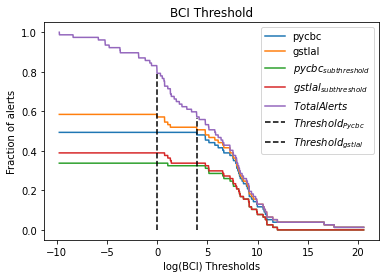 BCI Threshold
pycbc
gstlal
pycbc_subthreshold
gstlal_subthreshold
TotalAlerts
Threshold_Pycbc
Threshold_gstlal
Fraction of alerts
1.0
0.8
0.6
0.4
0.2
0.0
−10 −5 0 5 10 15 20
log(BCI) Thresholds